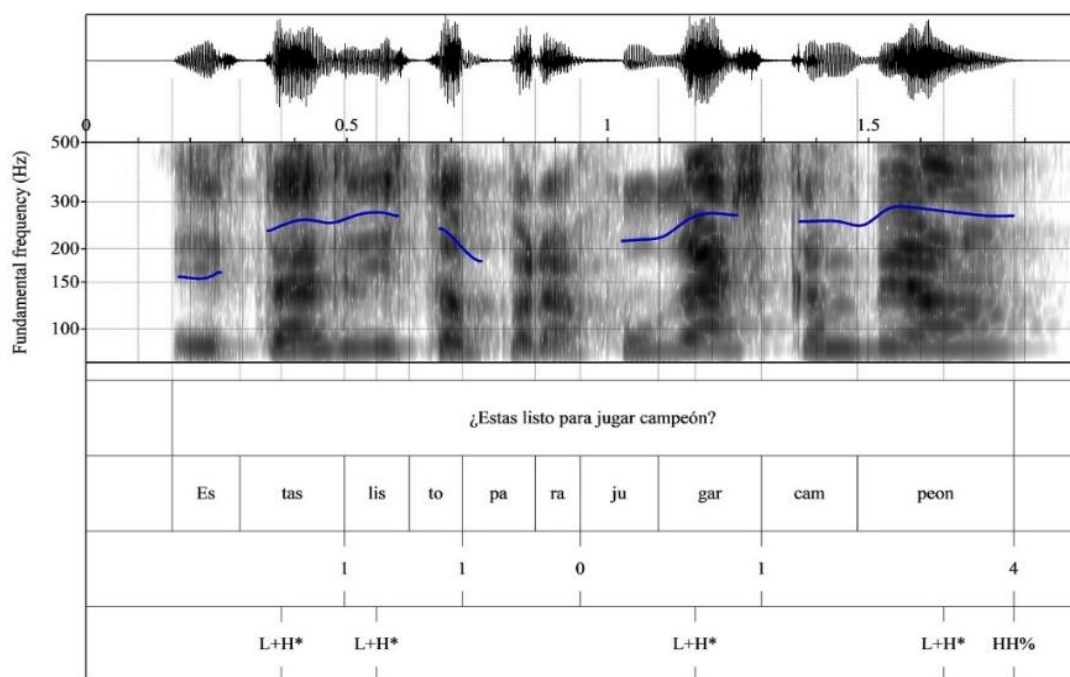 0 0.5 1 1.5
500
300
200
150
100
Fundamental frequency (Hz)
¿Estas listo para jugar campeón?
Es tas lis to pa ra ju gar cam peon
1 1 0 1 4
L+H* L+H* L+H* L+H* HH%